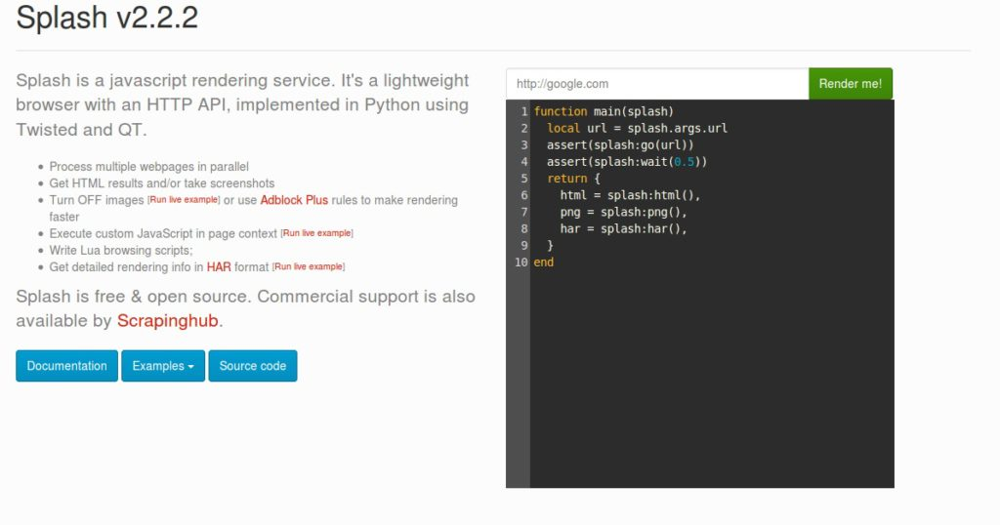 Splash v2.2.2
Splash is a javascript rendering service. It's a lightweight
browser with an HTTP API, implemented in Python using
Twisted and QT.
Process multiple webpages in parallel
Get HTML results and/or take screenshots
Turn OFF images [Run live example] or use Adblock Plus rules to make rendering
faster
Execute custom JavaScript in page context [Run live example]
Write Lua browsing scripts;
Get detailed rendering info in HAR format [Run live example]
Splash is free & open source. Commercial support is also
available by Scrapinghub.
Documentation
Examples
Source code
http://google.com
Render me!
1 function main(splash)
2   local url = splash.args.url
3   assert(splash:go(url))
4   assert(splash:wait(0.5))
5   return {
6     html = splash:html(),
7     png = splash:png(),
8     har = splash:har(),
9   }
10 end